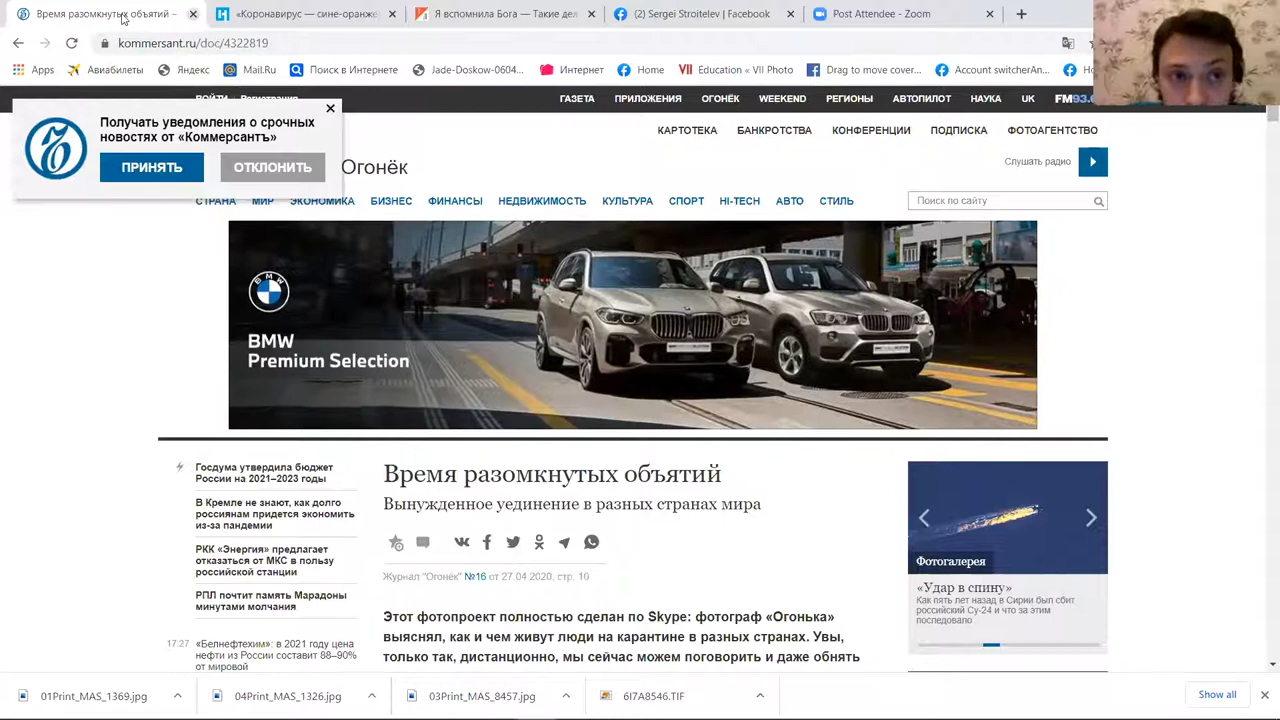 Время разомкнутых объятий –
«Коронавирус — сине-оранже
Я вспомнила Бога — Такие дел
Sergei Stroitelev | Facebook
Post Attendee - Zoom
kommersant.ru/doc/4322819
Apps
Авиабилеты
Яндекс
Mail.Ru
Поиск в Интернете
Jade-Doskow-0604...
Интернет
Home
VII Education « VII Photo
Drag to move cover...
Account switcherAn...
ВОЙТИ Регистрация
ГАЗЕТА
ПРИЛОЖЕНИЯ
ОГОНЁК
WEEKEND
РЕГИОНЫ
АВТОПИЛОТ
НАУКА
UK
FM93.6
Получать уведомления о срочных
новостях от «Коммерсантъ»
ПРИНЯТЬ
ОТКЛОНИТЬ
КАРТОТЕКА
БАНКРОТСТВА
КОНФЕРЕНЦИИ
ПОДПИСКА
ФОТОАГЕНТСТВО
Огонёк
Слушать радио
СТРАНА
МИР
ЭКОНОМИКА
БИЗНЕС
ФИНАНСЫ
НЕДВИЖИМОСТЬ
КУЛЬТУРА
СПОРТ
HI-TECH
АВТО
СТИЛЬ
Поиск по сайту
BMW
BMW
Premium Selection
Госдума утвердила бюджет
России на 2021–2023 годы
В Кремле не знают, как долго
россиянам придется экономить
из-за пандемии
РКК «Энергия» предлагает
отказаться от МКС в пользу
российской станции
РПЛ почтит память Марадоны
минутами молчания
17:27
«Белнефтехим»: в 2021 году цена
нефти из России составит 88–90%
от мировой
Время разомкнутых объятий
Вынужденное уединение в разных странах мира
Журнал "Огонёк" №16 от 27.04.2020, стр. 10
Этот фотопроект полностью сделан по Skype: фотограф «Огонька»
выяснял, как и чем живут люди на карантине в разных странах. Увы,
только так, дистанционно, мы сейчас можем поговорить и даже обнять
Фотогалерея
«Удар в спину»
Как пять лет назад в Сирии был сбит
российский Су-24 и что за этим
последовало
01Print_MAS_1369.jpg
04Print_MAS_1326.jpg
03Print_MAS_8457.jpg
6I7A8546.TIF
Show all